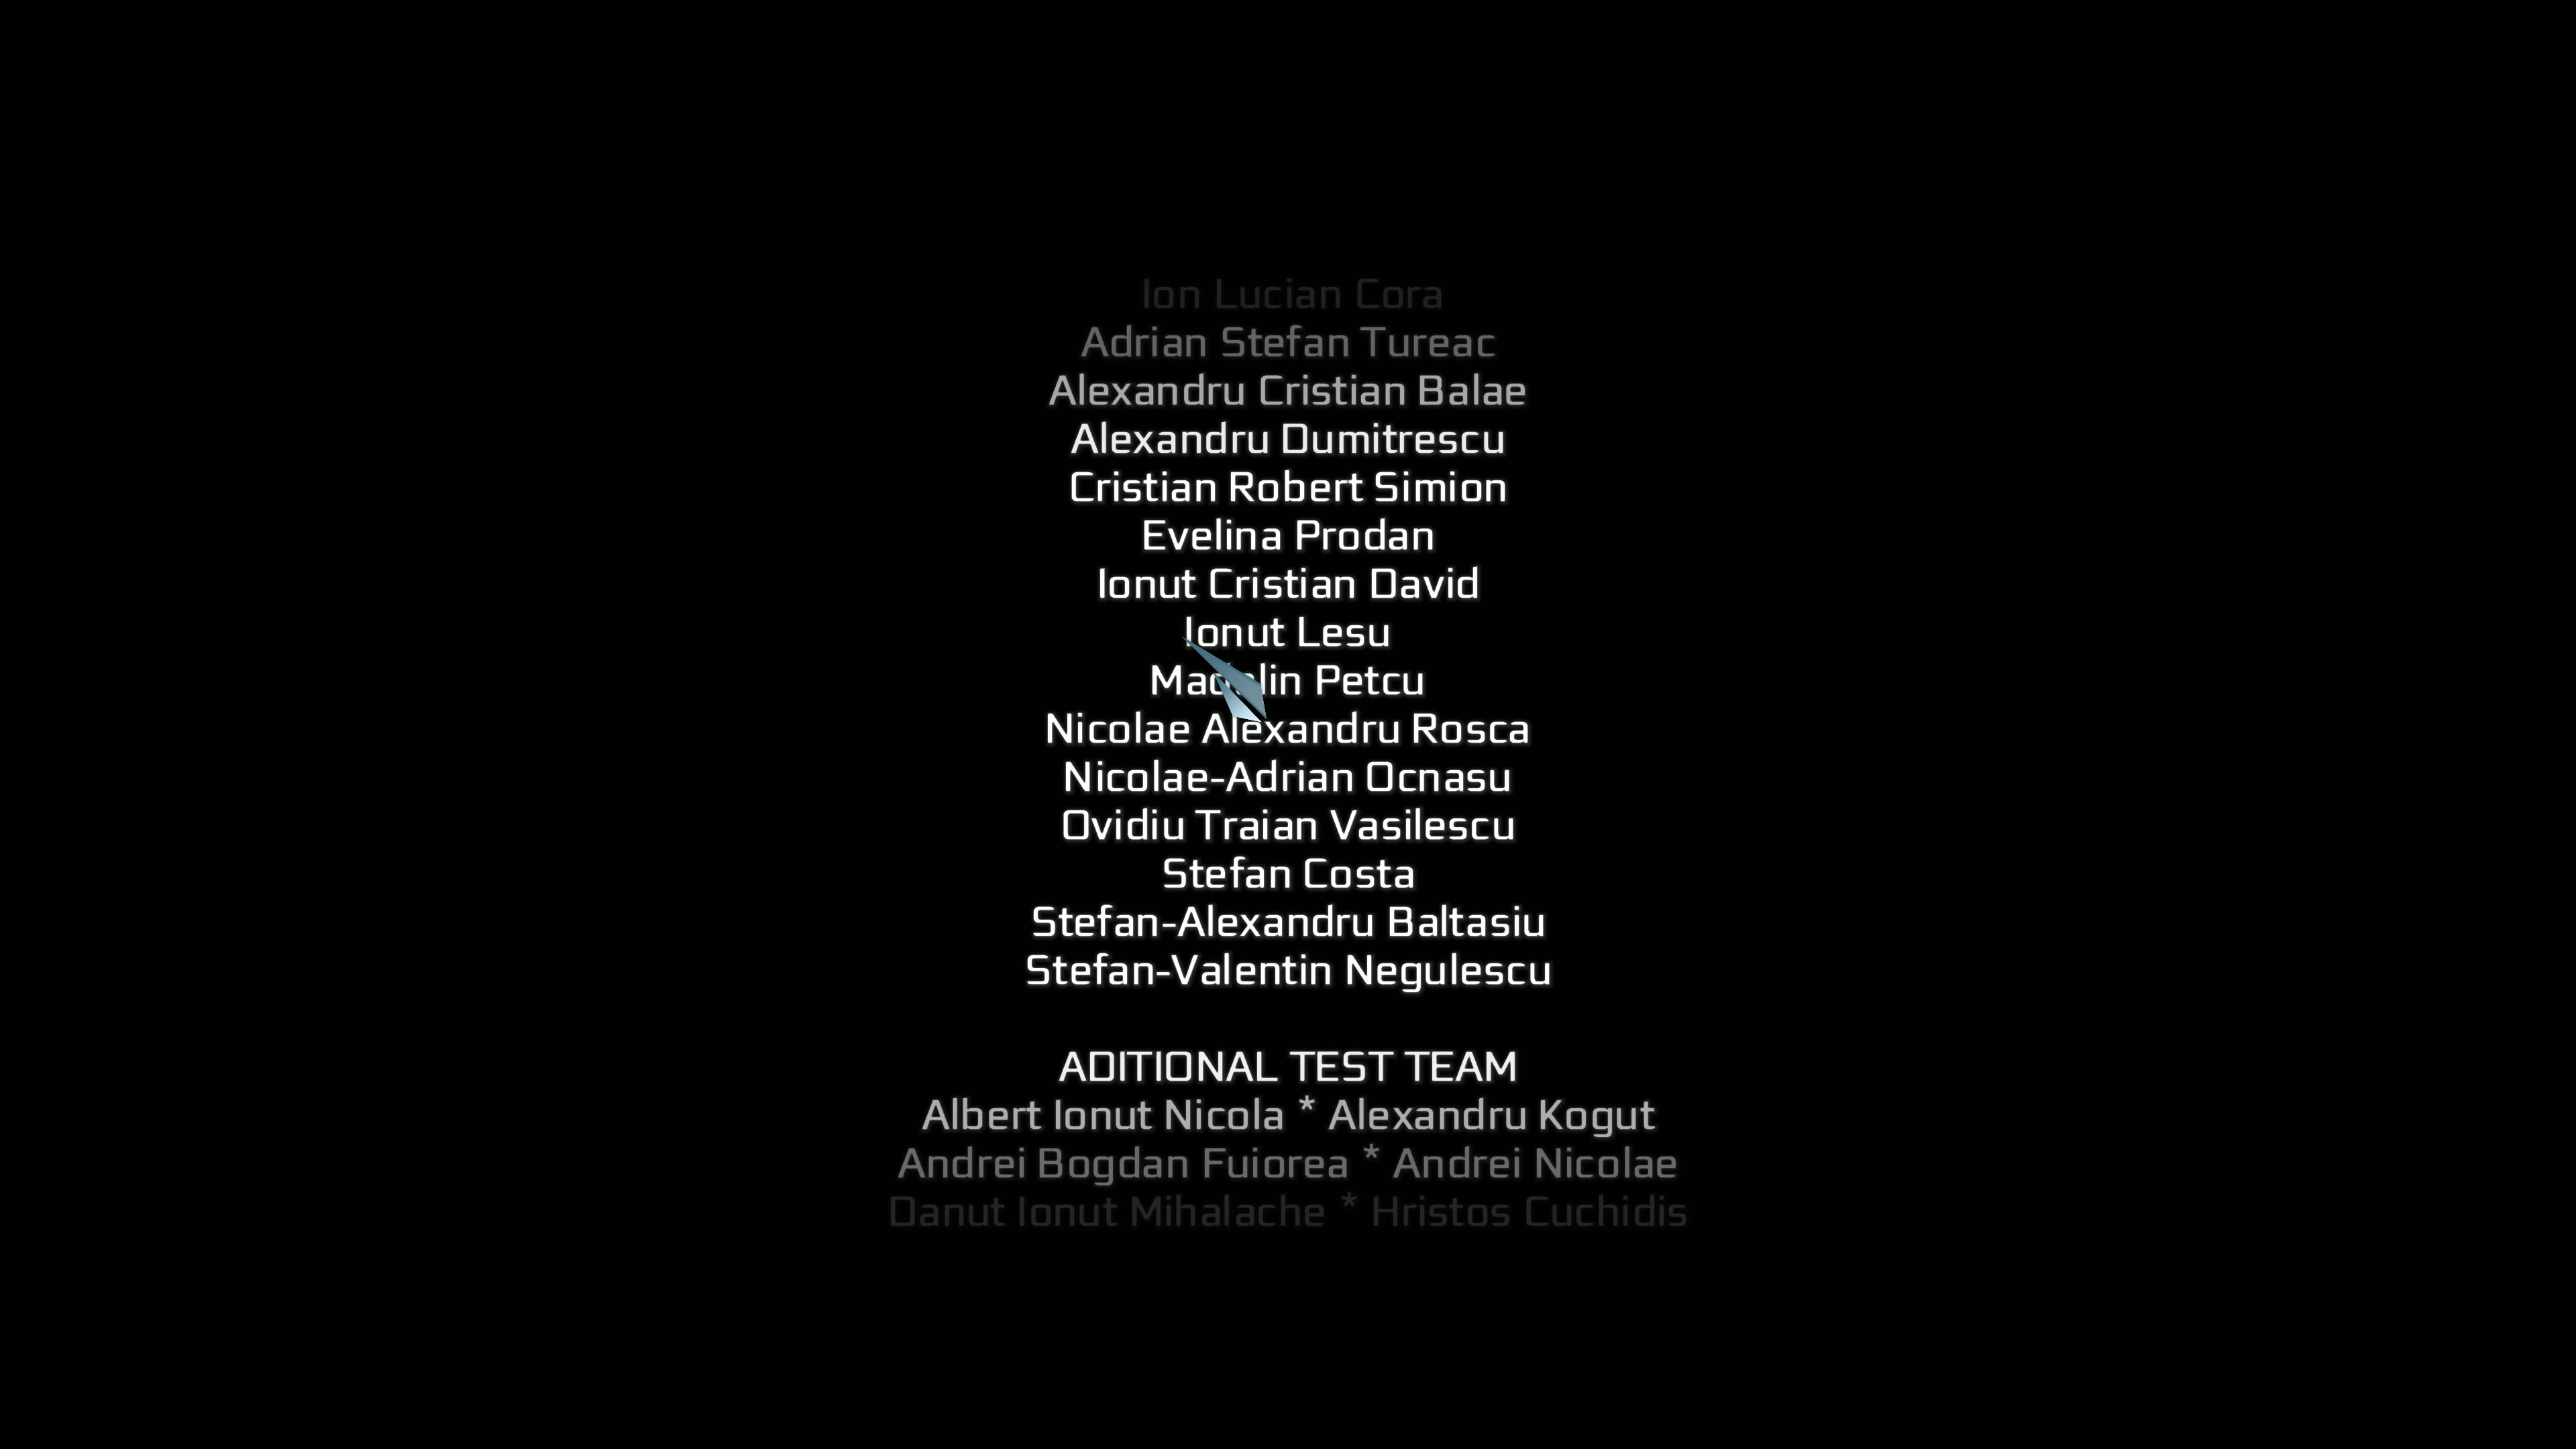 Ion Lucian Cora
Adrian Stefan Tureac
Alexandru Cristian Balae
Alexandru Dumitrescu
Cristian Robert Simion
Evelina Prodan
Ionut Cristian David
Ionut Lesu
Madalin Petcu
Nicolae Alexandru Rosca
Nicolae-Adrian Ocnasu
Ovidiu Traian Vasilescu
Stefan Costa
Stefan-Alexandru Baltasiu
Stefan-Valentin Negulescu
ADITIONAL TEST TEAM
Albert Ionut Nicola * Alexandru Kogut
Andrei Bogdan Fuiorea * Andrei Nicolae
Danut Ionut Mihalache * Hristos Cuchidis